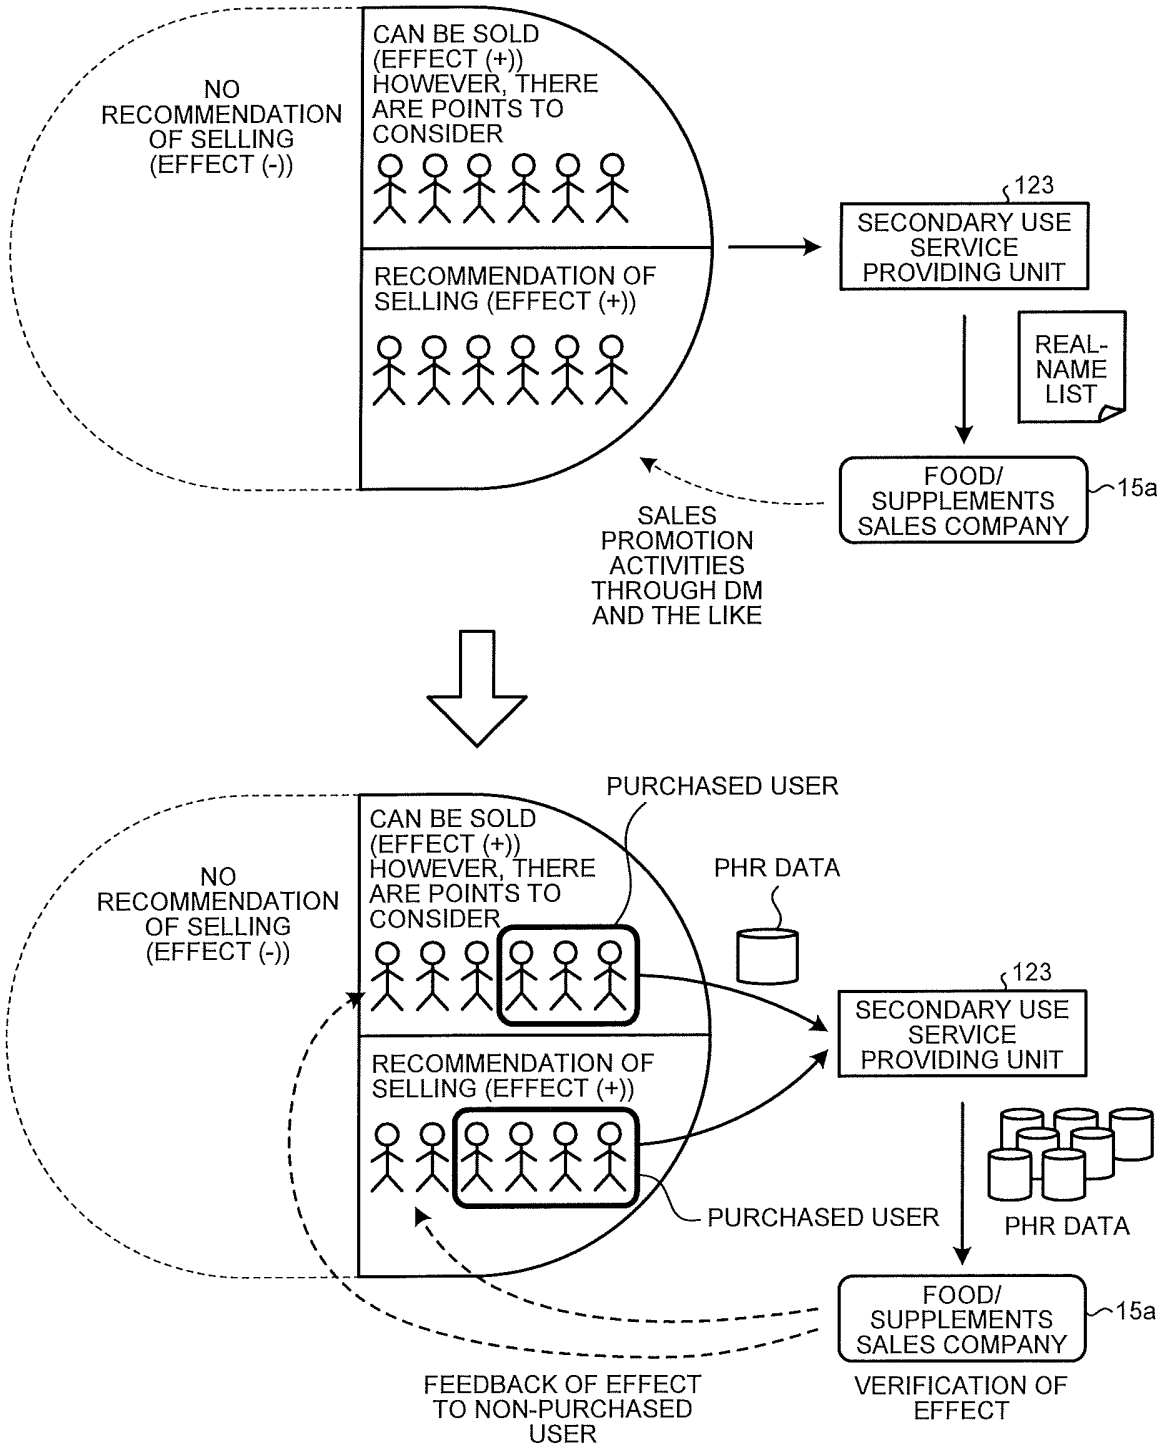 CAN BE SOLD
(EFFECT (+))
HOWEVER, THERE
ARE POINTS TO
CONSIDER
NO
RECOMMENDATION
OF SELLING
(EFFECT (-))
RECOMMENDATION OF
SELLING (EFFECT (+))
123
SECONDARY USE
SERVICE
PROVIDING UNIT
REAL-
NAME
LIST
FOOD/
SUPPLEMENTS
SALES COMPANY
15a
SALES
PROMOTION
ACTIVITIES
THROUGH DM
AND THE LIKE
PURCHASED USER
CAN BE SOLD
(EFFECT (+))
HOWEVER, THERE
ARE POINTS TO
CONSIDER
NO
RECOMMENDATION
OF SELLING
(EFFECT (-))
PHR DATA
123
SECONDARY USE
SERVICE
PROVIDING UNIT
RECOMMENDATION OF
SELLING (EFFECT (+))
PURCHASED USER
PHR DATA
FOOD/
SUPPLEMENTS
SALES COMPANY
15a
VERIFICATION OF
EFFECT
FEEDBACK OF EFFECT
TO NON-PURCHASED
USER